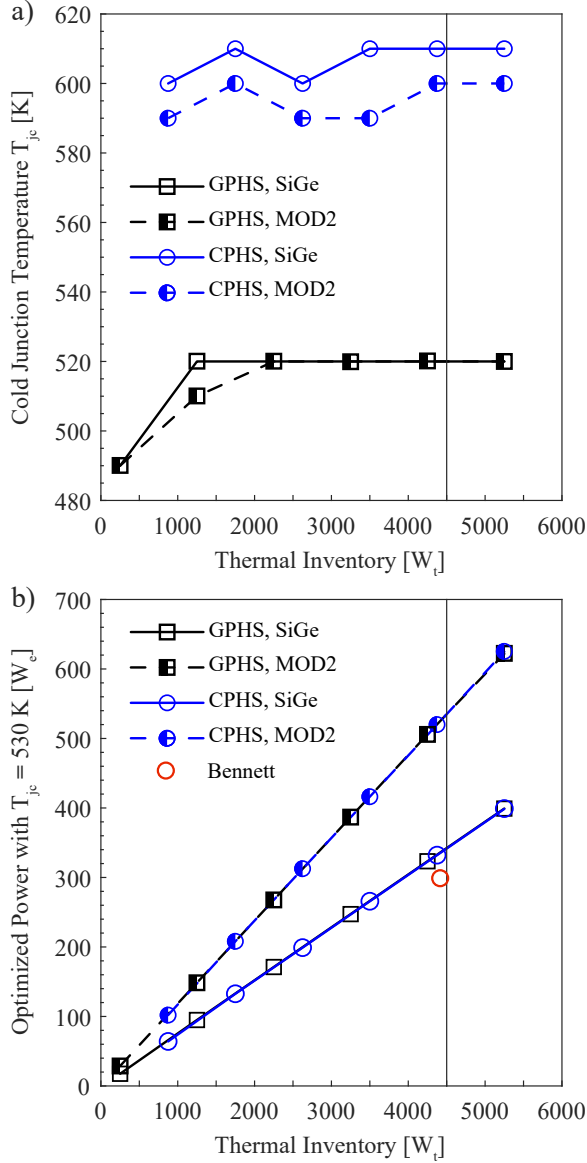 a)
620
600
580
560
540
520
500
480
Cold Junction Temperature T_jc [K]
GPHS, SiGe
GPHS, MOD2
CPHS, SiGe
CPHS, MOD2
0 1000 2000 3000 4000 5000 6000
Thermal Inventory [W_t]
b)
700
600
500
400
300
200
100
0
Optimized Power with T_jc = 530 K [W_e]
GPHS, SiGe
GPHS, MOD2
CPHS, SiGe
CPHS, MOD2
Bennett
0 1000 2000 3000 4000 5000 6000
Thermal Inventory [W_t]